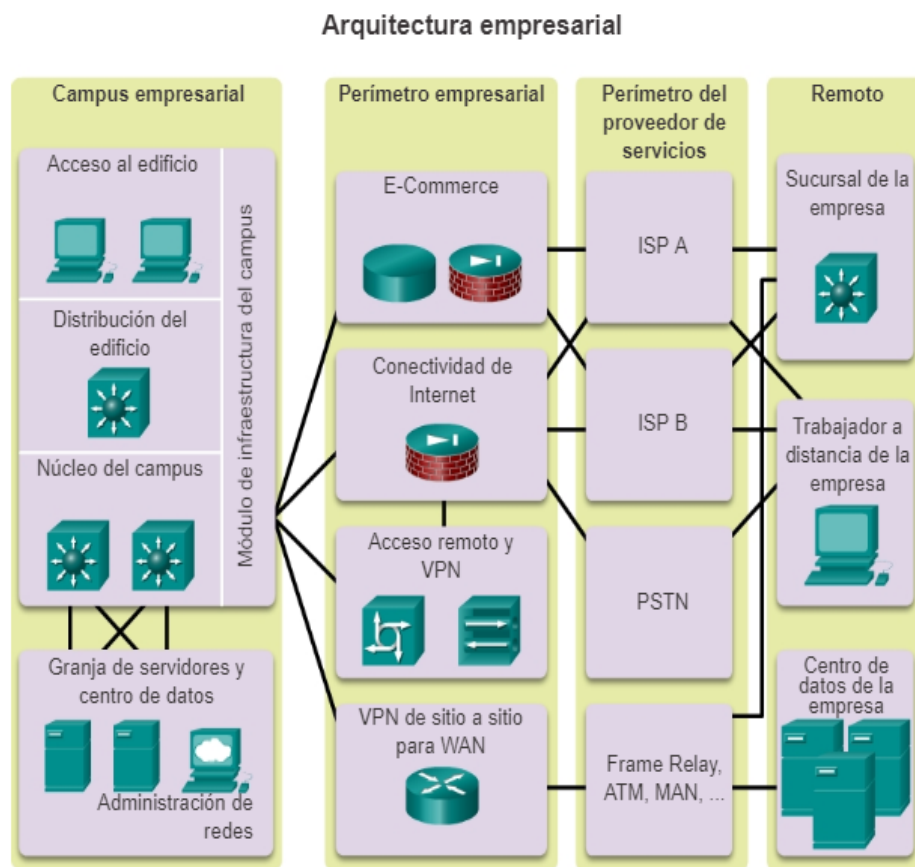 Arquitectura empresarial
Campus empresarial
Acceso al edificio
Distribución del
edificio
Núcleo del campus
Módulo de infraestructura del campus
Granja de servidores y
centro de datos
Administración de
redes
Perímetro empresarial
E-Commerce
Conectividad de
Internet
Acceso remoto y
VPN
VPN de sitio a sitio
para WAN
Perímetro del
proveedor de
servicios
ISP A
ISP B
PSTN
Frame Relay,
ATM, MAN, ...
Remoto
Sucursal de la
empresa
Trabajador a
distancia de la
empresa
Centro de
datos de la
empresa